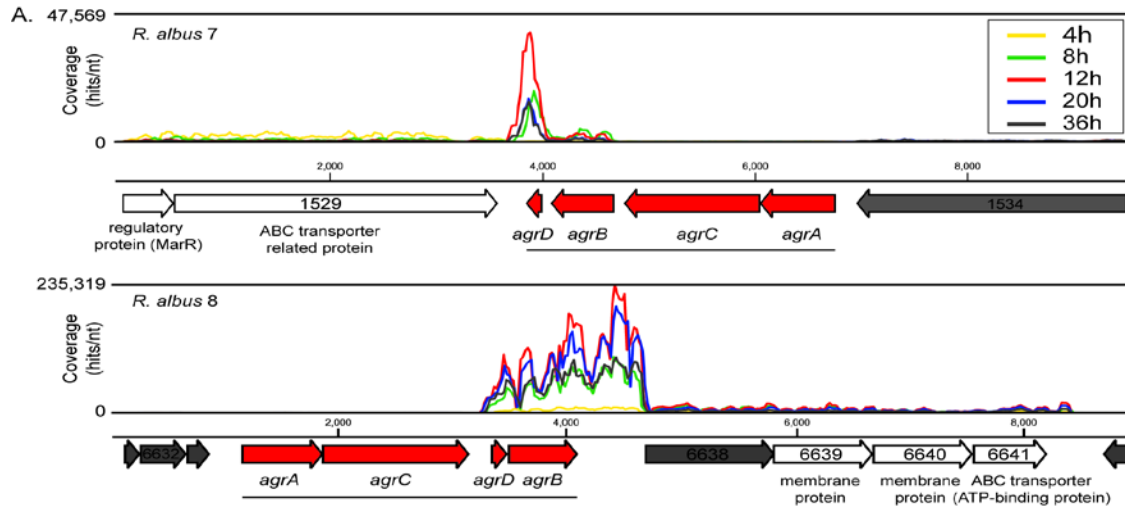 A.
47,569
R. albus 7
4h
8h
12h
20h
36h
Coverage
(hits/nt)
0
2,000
4,000
6,000
8,000
1529
1534
regulatory
protein (MarR)
ABC transporter
related protein
agrD
agrB
agrC
agrA
235,319
R. albus 8
Coverage
(hits/nt)
0
2,000
4,000
6,000
8,000
6632
6638
6639
6640
6641
agrA
agrC
agrD
agrB
membrane
protein
membrane
protein
ABC transporter
(ATP-binding protein)